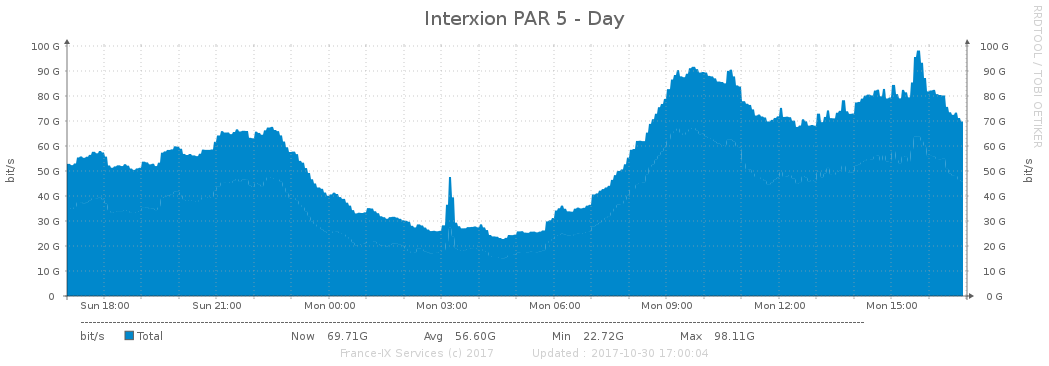 Interxion PAR 5 - Day
RRDTOOL / TOBI OETIKER
bit/s
bit/s
100 G 100 G
90 G 90 G
80 G 80 G
70 G 70 G
60 G 60 G
50 G 50 G
40 G 40 G
30 G 30 G
20 G 20 G
10 G 10 G
0 0 G
Sun 18:00 Sun 21:00 Mon 00:00 Mon 03:00 Mon 06:00 Mon 09:00 Mon 12:00 Mon 15:00
bit/s Total Now 69.71G Avg 56.60G Min 22.72G Max 98.11G
France-IX Services (c) 2017 Updated : 2017-10-30 17:00:04